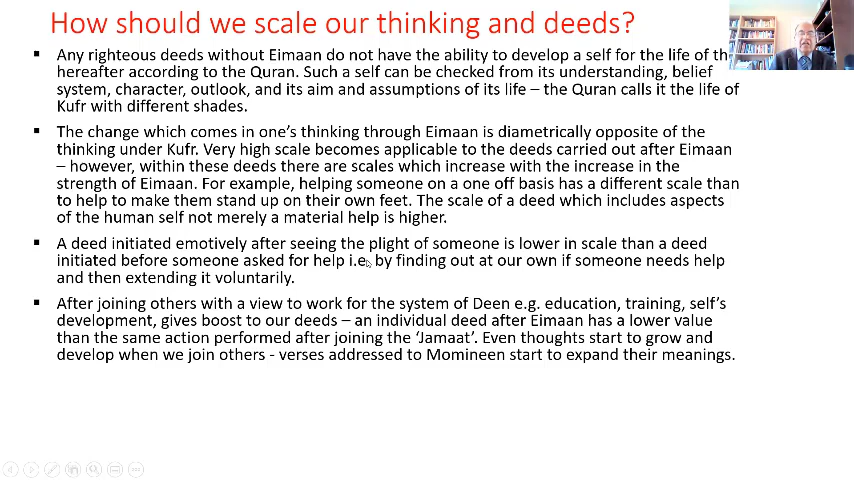 How should we scale our thinking and deeds?
▪ Any righteous deeds without Eimaan do not have the ability to develop a self for the life of
hereafter according to the Quran. Such a self can be checked from its understanding, belief
system, character, outlook, and its aim and assumptions of its life – the Quran calls it the life of
Kufr with different shades.
▪ The change which comes in one's thinking through Eimaan is diametrically opposite of the
thinking under Kufr. Very high scale becomes applicable to the deeds carried out after Eimaan
– however, within these deeds there are scales which increase with the increase in the
strength of Eimaan. For example, helping someone on a one off basis has a different scale than
to help to make them stand up on their own feet. The scale of a deed which includes aspects
of the human self not merely a material help is higher.
▪ A deed initiated emotively after seeing the plight of someone is lower in scale than a deed
initiated before someone asked for help i.e. by finding out at our own if someone needs help
and then extending it voluntarily.
▪ After joining others with a view to work for the system of Deen e.g. education, training, self's
development, gives boost to our deeds – an individual deed after Eimaan has a lower value
than the same action performed after joining the 'Jamaat'. Even thoughts start to grow and
develop when we join others - verses addressed to Momineen start to expand their meanings.